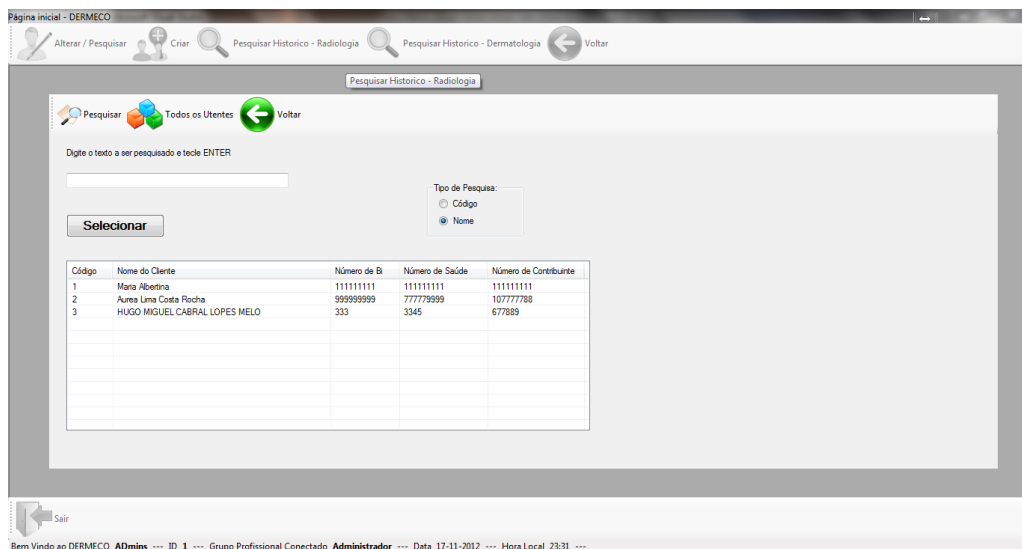 Página inicial - DERMECO
Alterar / Pesquisar Criar Pesquisar Historico - Radiologia Pesquisar Historico - Dermatologia Voltar
Pesquisar Historico - Radiologia
Pesquisar Todos os Utentes Voltar
Digite o texto a ser pesquisado e tecle ENTER
Tipo de Pesquisa:
Código
Nome
Selecionar
Código Nome do Cliente Número de Bi Número de Saúde Número de Contribuinte
1 Maria Albertina 111111111 111111111 111111111
2 Aurea Lima Costa Rocha 999999999 777779999 107777788
3 HUGO MIGUEL CABRAL LOPES MELO 333 3345 677889
Sair
Bem Vindo ao DERMECO ADmins --- ID 1 --- Grupo Profissional Conectado Administrador --- Data 17-11-2012 --- Hora Local 23:31 ---